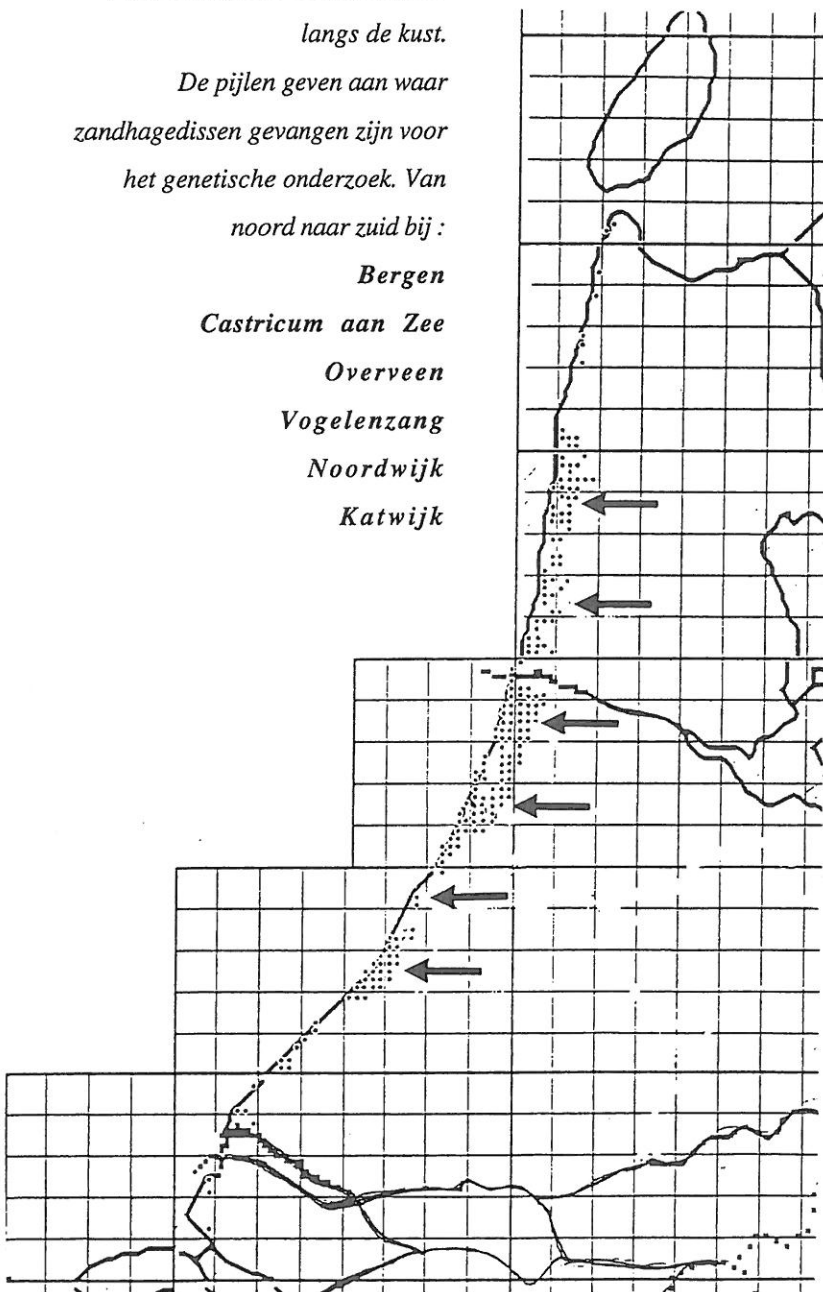 langs de kust.
De pijlen geven aan waar
zandhagedissen gevangen zijn voor
het genetische onderzoek. Van
noord naar zuid bij :
Bergen
Castricum aan Zee
Overveen
Vogelenzang
Noordwijk
Katwijk